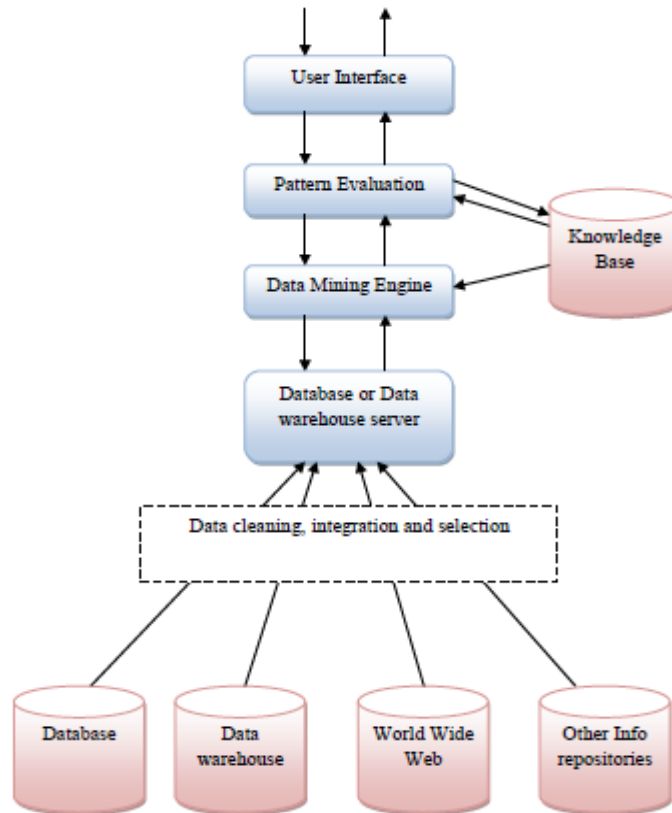 User Interface
Pattern Evaluation
Knowledge
Base
Data Mining Engine
Database or Data
warehouse server
Data cleaning, integration and selection
Database
Data
warehouse
World Wide
Web
Other Info
repositories